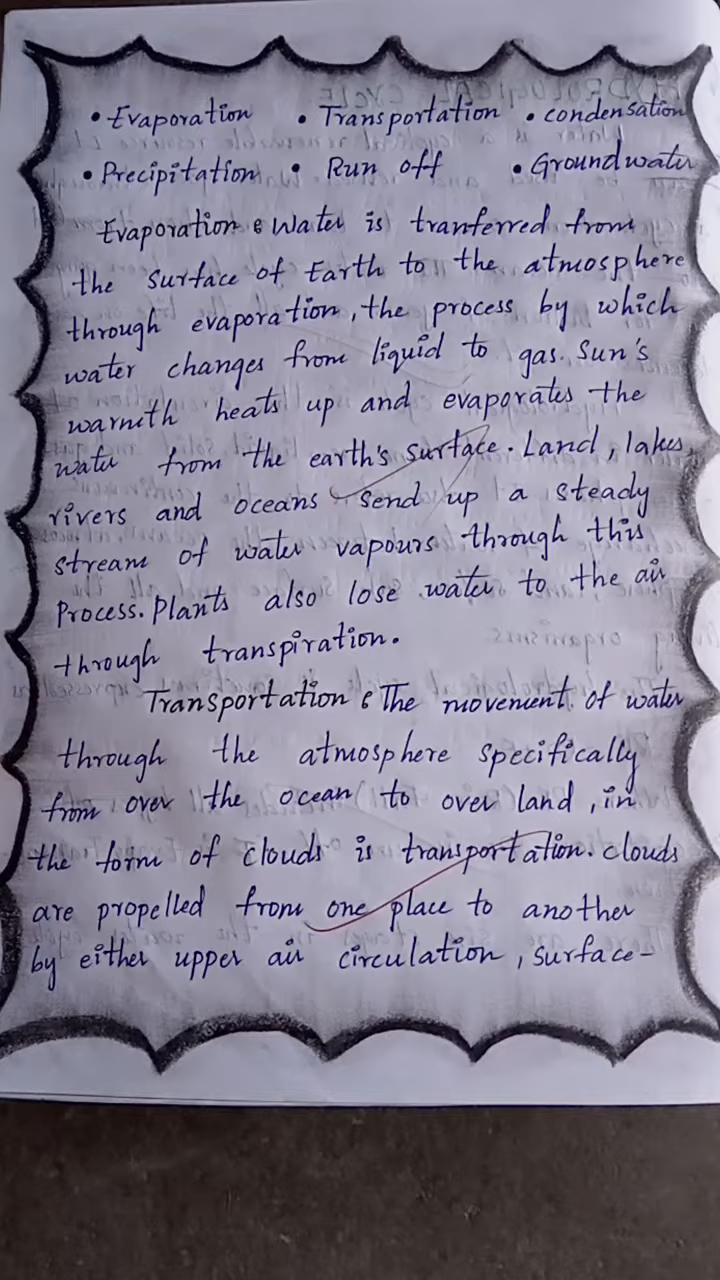 • Evaporation • Transportation • condensation
• Precipitation • Run off • Groundwater
Evaporation : Water is tranferred from
the surface of Earth to the atmosphere
through evaporation, the process by which
water changes from liquid to gas. Sun's
warmth heats up and evaporates the
water from the earth's surface. Land, lakes,
rivers and oceans send up a steady
stream of water vapours through this
Process. Plants also lose water to the air
through transpiration.
Transportation : The movement of water
through the atmosphere specifically
from over the ocean to over land, in
the form of clouds is transportation. clouds
are propelled from one place to another
by either upper air circulation, surface-